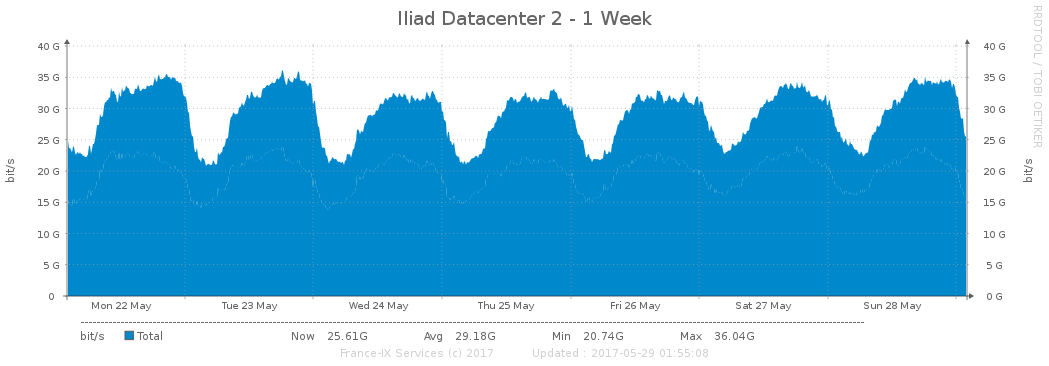 Iliad Datacenter 2 - 1 Week
RRDTOOL / TOBI OETIKER
40 G 40 G
35 G 35 G
30 G 30 G
25 G 25 G
20 G 20 G
15 G 15 G
10 G 10 G
5 G 5 G
0 0 G
bit/s
bit/s
Mon 22 May Tue 23 May Wed 24 May Thu 25 May Fri 26 May Sat 27 May Sun 28 May
bit/s Total Now 25.61G Avg 29.18G Min 20.74G Max 36.04G
France-IX Services (c) 2017 Updated : 2017-05-29 01:55:08